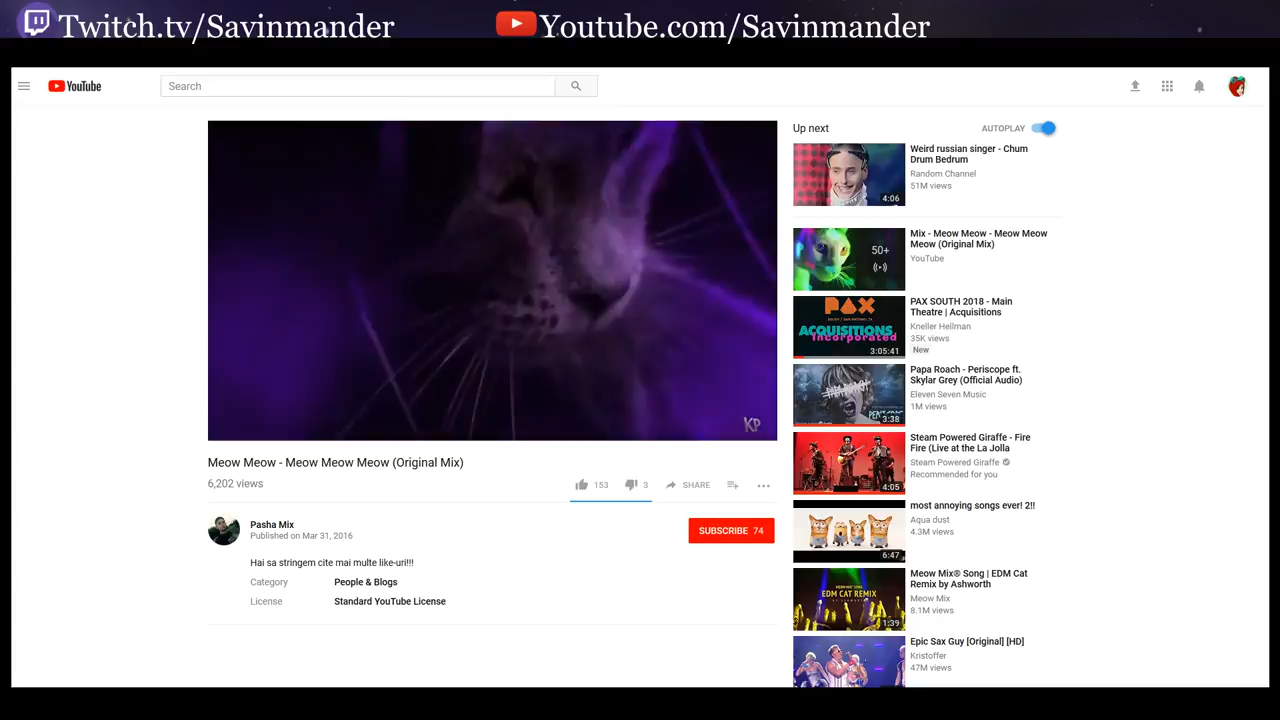 Twitch.tv/Savinmander
Youtube.com/Savinmander
YouTube
Search
KP
Meow Meow - Meow Meow Meow (Original Mix)
6,202 views
153
3
SHARE
Pasha Mix
Published on Mar 31, 2016
SUBSCRIBE 74
Hai sa stringem cite mai multe like-uri!!!
Category People & Blogs
License Standard YouTube License
Up next
AUTOPLAY
4:06
Weird russian singer - Chum
Drum Bedrum
Random Channel
51M views
50+
Mix - Meow Meow - Meow Meow
Meow (Original Mix)
YouTube
PAX
ACQUISITIONS
Incorporated
3:05:41
PAX SOUTH 2018 - Main
Theatre | Acquisitions
Kneller Hellman
35K views
New
3:38
Papa Roach - Periscope ft.
Skylar Grey (Official Audio)
Eleven Seven Music
1M views
4:05
Steam Powered Giraffe - Fire
Fire (Live at the La Jolla
Steam Powered Giraffe
Recommended for you
6:47
most annoying songs ever! 2!!
Aqua dust
4.3M views
EDM CAT REMIX
1:39
Meow Mix® Song | EDM Cat
Remix by Ashworth
Meow Mix
8.1M views
Epic Sax Guy [Original] [HD]
Kristoffer
47M views